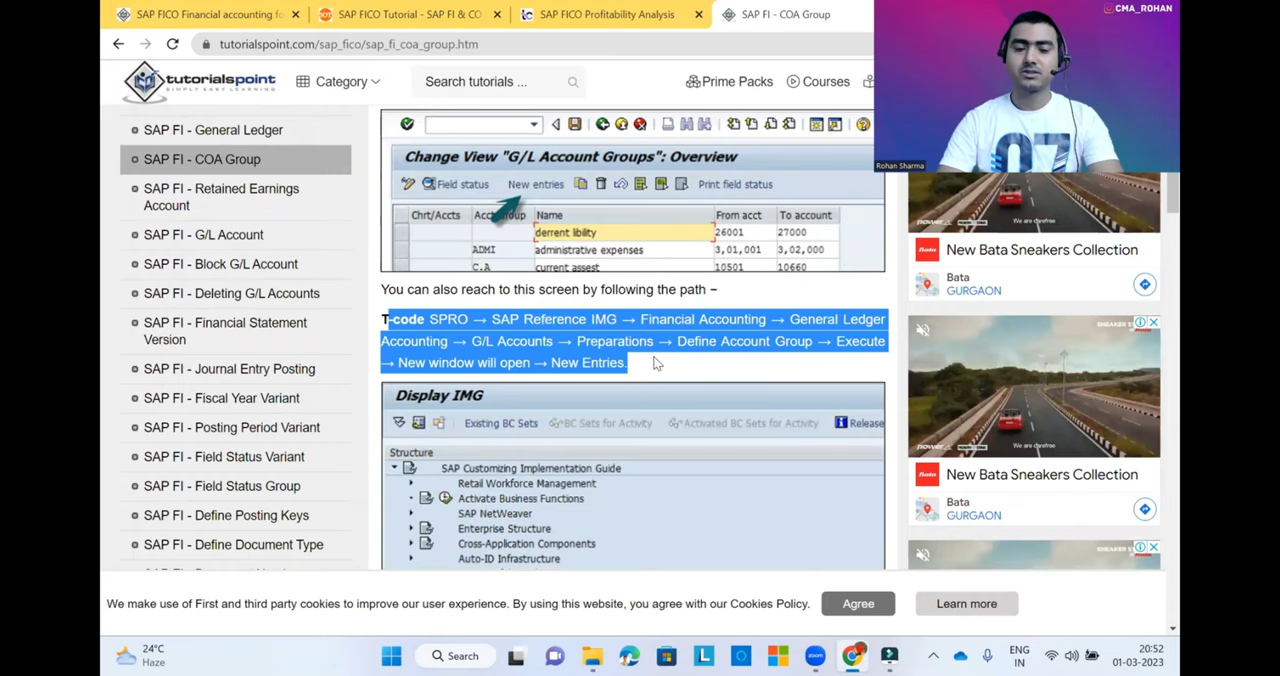 SAP FICO Financial accounting fo
SAP FICO Tutorial - SAP FI & CO
SAP FICO Profitability Analysis
SAP FI - COA Group
CMA_ROHAN
tutorialspoint.com/sap_fico/sap_fi_coa_group.htm
tutorialspoint
SIMPLY EASY LEARNING
Category
Search tutorials ...
Prime Packs
Courses
Rohan Sharma
SAP FI - General Ledger
SAP FI - COA Group
SAP FI - Retained Earnings
Account
SAP FI - G/L Account
SAP FI - Block G/L Account
SAP FI - Deleting G/L Accounts
SAP FI - Financial Statement
Version
SAP FI - Journal Entry Posting
SAP FI - Fiscal Year Variant
SAP FI - Posting Period Variant
SAP FI - Field Status Variant
SAP FI - Field Status Group
SAP FI - Define Posting Keys
SAP FI - Define Document Type
Change View "G/L Account Groups": Overview
Field status New entries Print field status
Chrt/Accts Name From acct To account
derrent libility 26001 27000
ADMI administrative expenses 3,01,001 3,02,000
C.A current assest 10501 10660
You can also reach to this screen by following the path −
T-code SPRO → SAP Reference IMG → Financial Accounting → General Ledger
Accounting → G/L Accounts → Preparations → Define Account Group → Execute
→ New window will open → New Entries.
Display IMG
Existing BC Sets BC Sets for Activity Activated BC Sets for Activity Release
Structure
SAP Customizing Implementation Guide
Retail Workforce Management
Activate Business Functions
SAP NetWeaver
Enterprise Structure
Cross-Application Components
Auto-ID Infrastructure
We are carefree
New Bata Sneakers Collection
Bata
Bata
GURGAON
power
We are carefree
New Bata Sneakers Collection
Bata
Bata
GURGAON
We make use of First and third party cookies to improve our user experience. By using this website, you agree with our Cookies Policy.
Agree
Learn more
24°C
Haze
Search
zoom
ENG
IN
20:52
01-03-2023